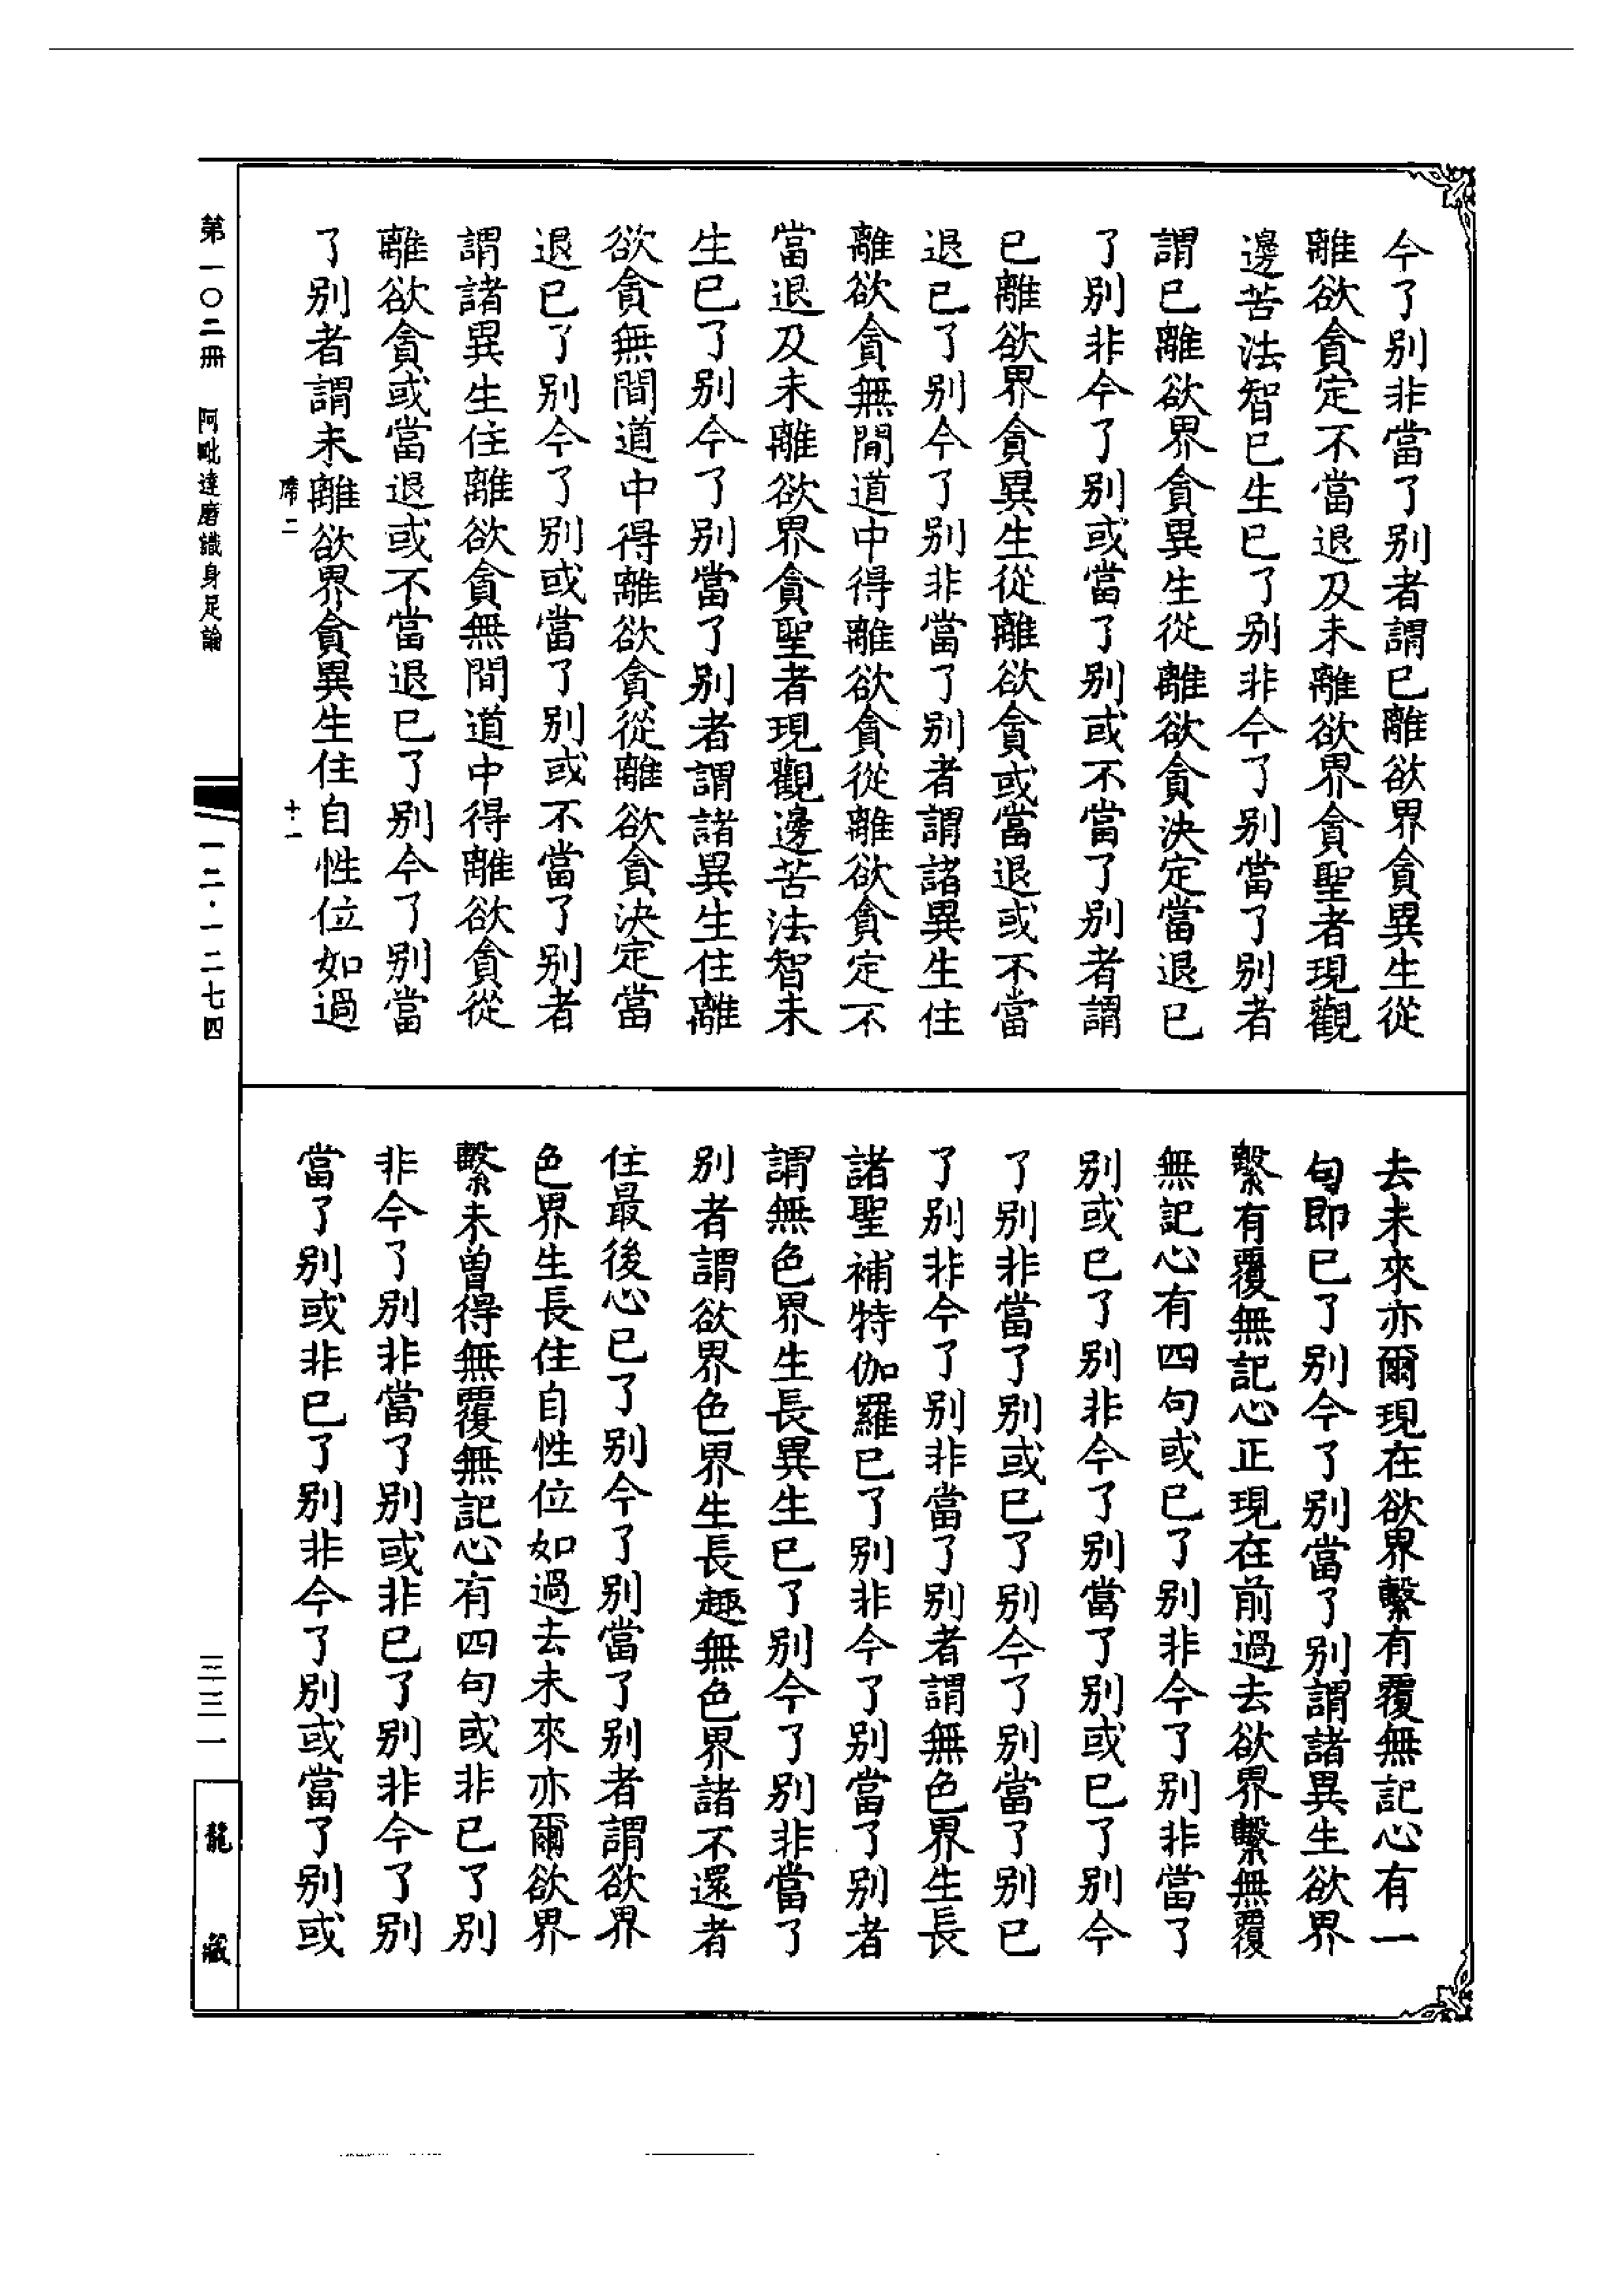 今了別非當了別者謂已離欲界貪異生從
離欲貪定不當退及未離欲界貪聖者現觀
邊苦法智已生已了別非今了別當了別者
謂已離欲界貪異生從離欲貪決定當退已
了別非今了別或當了別或不當了別者謂
已離欲界貪異生從離欲貪或當退或不當
退已了別今了別非當了別者謂諸異生住
離欲貪無間道中得離欲貪從離欲貪定不
當退及未離欲界貪聖者現觀邊苦法智未
生已了別今了別當了別者謂諸異生住離
欲貪無間道中得離欲貪從離欲貪決定當
退已了別今了別或當了別或不當了別者
謂諸異生住離欲貪無間道中得離欲貪從
離欲貪或當退或不當退已了別今了別當
了別者謂未離欲界貪異生住自性位如過
席二
十一
去未來亦爾現在欲界繫有覆無記心有一
句即已了別今了別當了別謂諸異生欲界
繫有覆無記心正現在前過去欲界繫無覆
無記心有四句或已了別非今了別非當了
別或已了別非今了別當了別或已了別今
了別非當了別或已了別今了別當了別已
了別非今了別非當了別者謂無色界生長
諸聖補特伽羅已了別非今了別當了別者
謂無色界生長異生已了別今了別非當了
別者謂欲界色界生長趣無色界諸不還者
住最後心已了別今了別當了別者謂欲界
色界生長住自性位如過去未來亦爾欲界
繫未曾得無覆無記心有四句或非已了別
非今了別非當了別或非已了別非今了別
當了別或非已了別非今了別或當了別或
第一〇二冊 阿毗達磨識身足論
一二·一二七四
三三一
龍藏